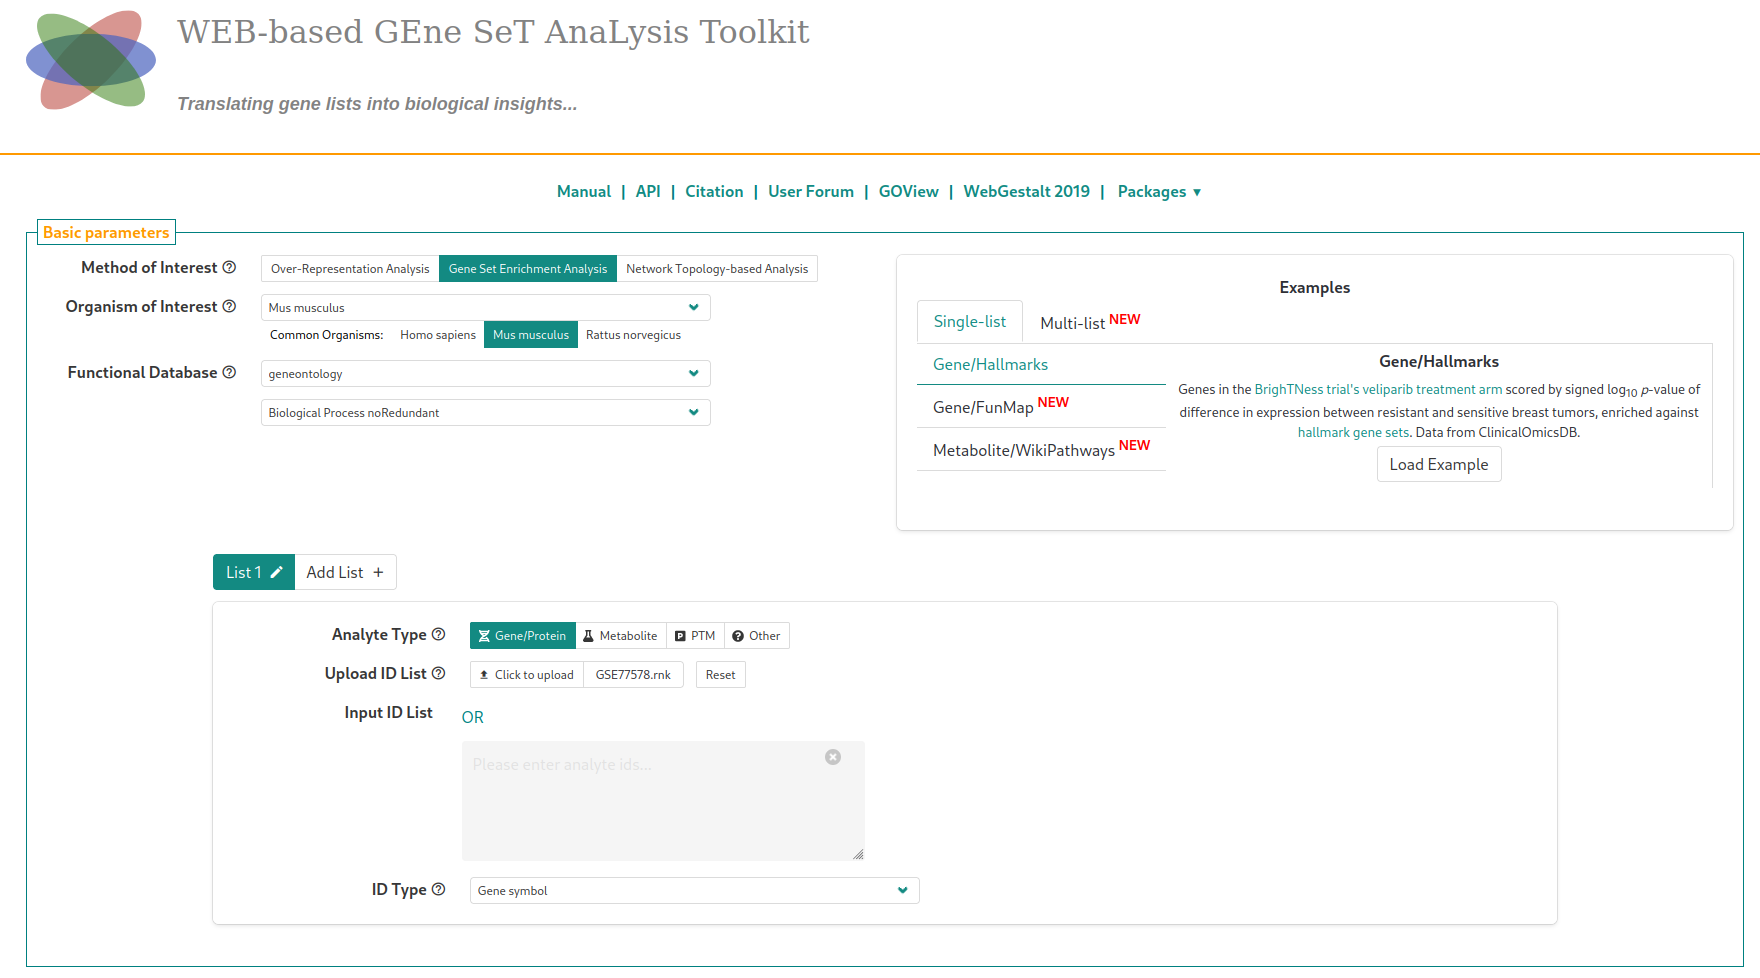 WEB-based GEne SeT AnaLysis Toolkit
Translating gene lists into biological insights...
Manual | API | Citation | User Forum | GOView | WebGestalt 2019 | Packages ▼
Basic parameters
Method of Interest
Over-Representation Analysis
Gene Set Enrichment Analysis
Network Topology-based Analysis
Organism of Interest
Mus musculus
Common Organisms:
Homo sapiens
Mus musculus
Rattus norvegicus
Functional Database
geneontology
Biological Process noRedundant
Examples
Single-list
Multi-list NEW
Gene/Hallmarks
Gene/FunMap NEW
Metabolite/WikiPathways NEW
Gene/Hallmarks
Genes in the BrighTNess trial's veliparib treatment arm scored by signed log10 p-value of
difference in expression between resistant and sensitive breast tumors, enriched against
hallmark gene sets. Data from ClinicalOmicsDB.
Load Example
List 1
Add List +
Analyte Type
Gene/Protein
Metabolite
P PTM
Other
Upload ID List
Click to upload
GSE77578.rnk
Reset
Input ID List
OR
Please enter analyte ids...
ID Type
Gene symbol